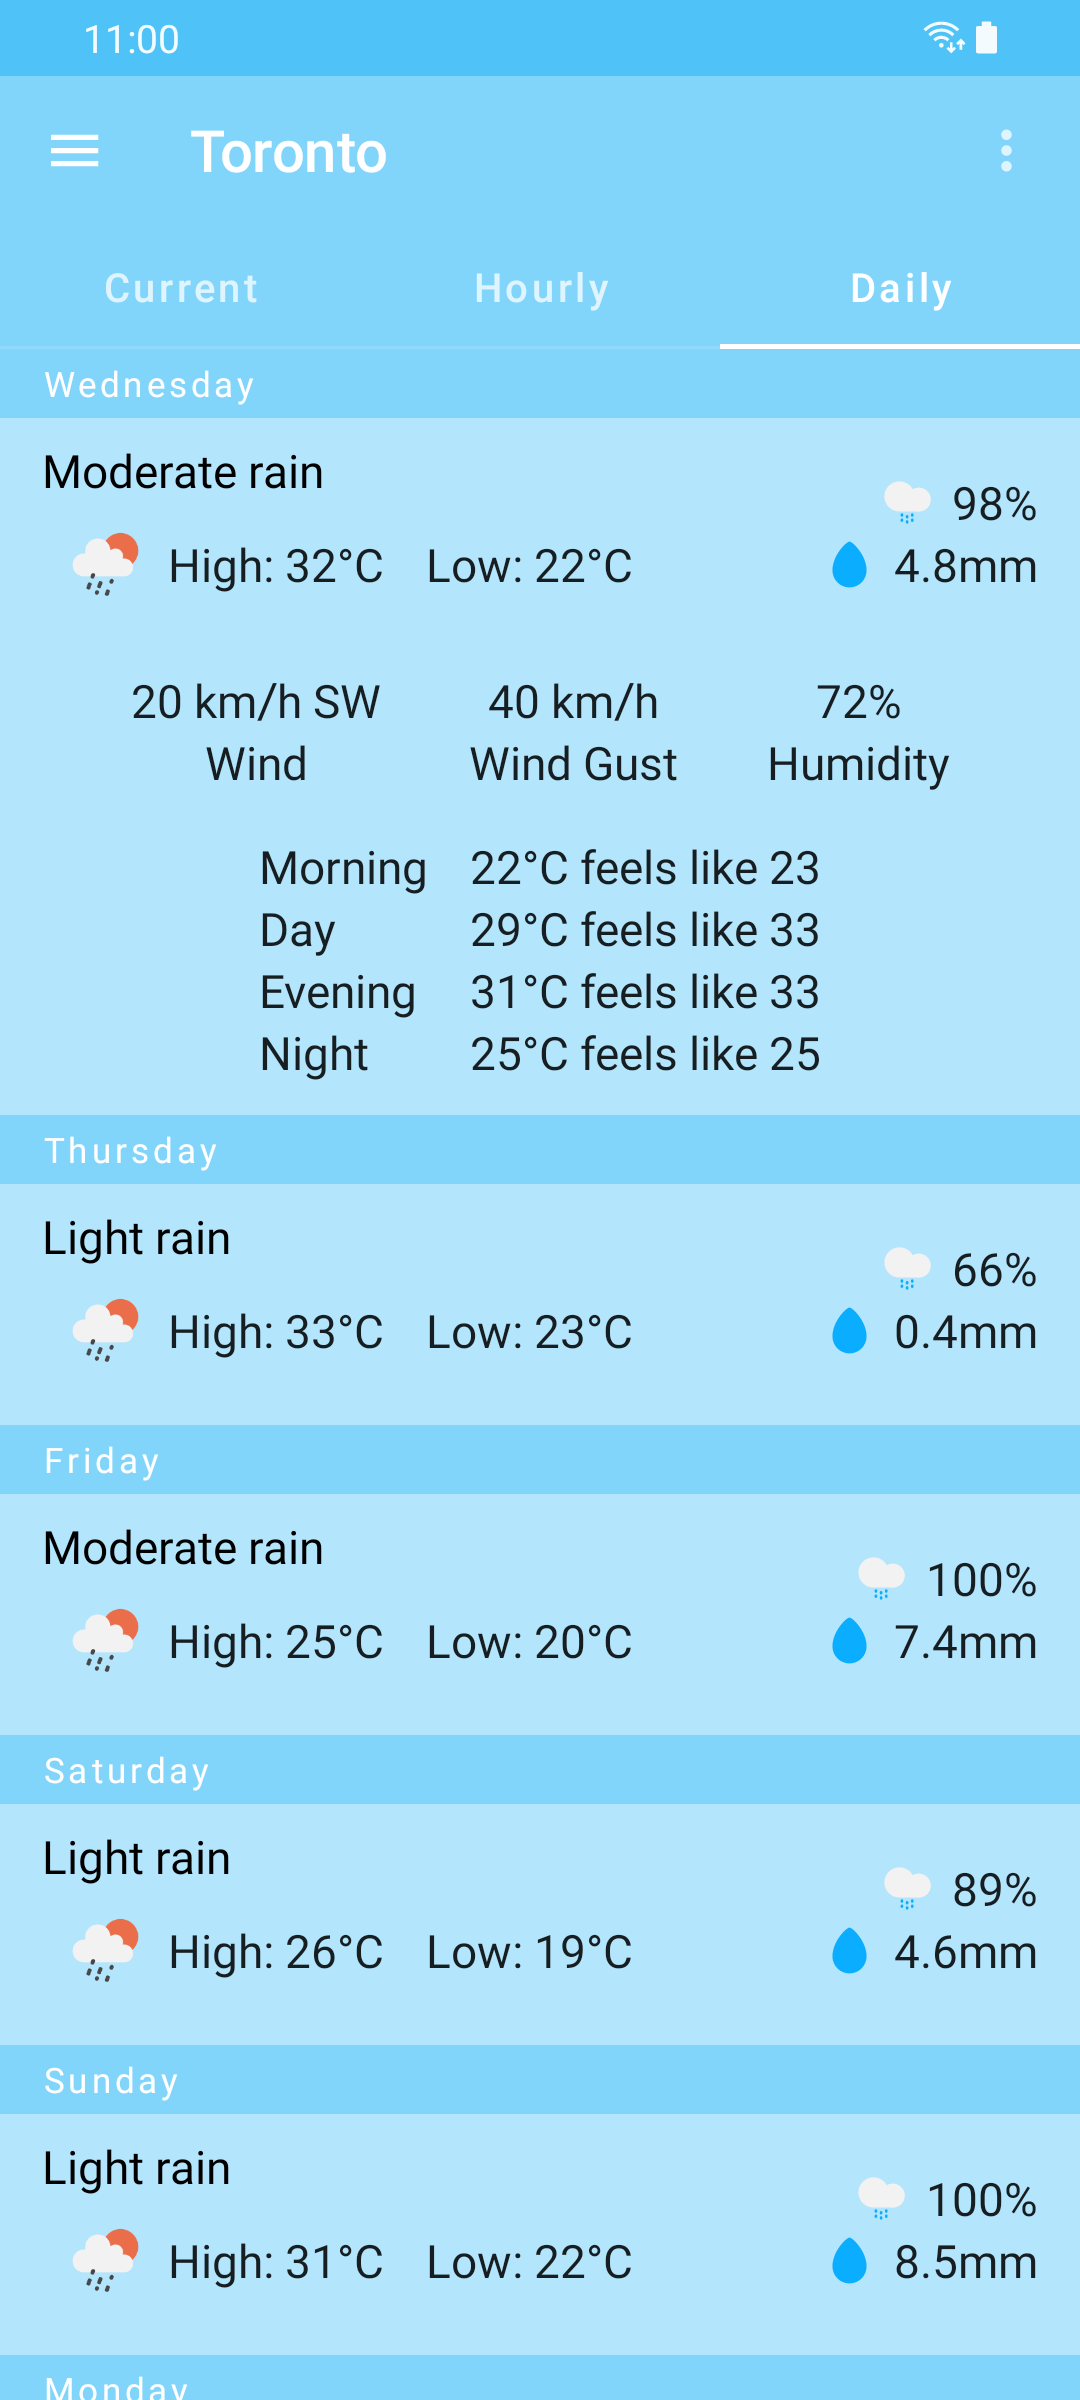 11:00
Toronto
Current Hourly Daily
Wednesday
Moderate rain
98%
High: 32°C Low: 22°C 4.8mm
20 km/h SW 40 km/h 72%
Wind Wind Gust Humidity
Morning 22°C feels like 23
Day 29°C feels like 33
Evening 31°C feels like 33
Night 25°C feels like 25
Thursday
Light rain
66%
High: 33°C Low: 23°C 0.4mm
Friday
Moderate rain
100%
High: 25°C Low: 20°C 7.4mm
Saturday
Light rain
89%
High: 26°C Low: 19°C 4.6mm
Sunday
Light rain
100%
High: 31°C Low: 22°C 8.5mm
Monday